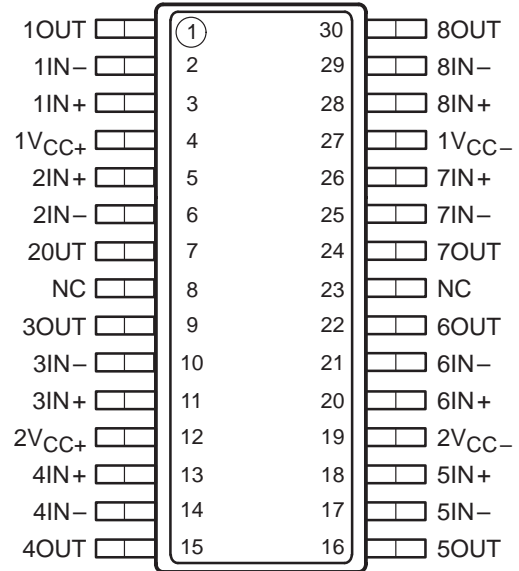 1OUT 1 30 8OUT
1IN– 2 29 8IN–
1IN+ 3 28 8IN+
1VCC+ 4 27 1VCC–
2IN+ 5 26 7IN+
2IN– 6 25 7IN–
20UT 7 24 7OUT
NC 8 23 NC
3OUT 9 22 6OUT
3IN– 10 21 6IN–
3IN+ 11 20 6IN+
2VCC+ 12 19 2VCC–
4IN+ 13 18 5IN+
4IN– 14 17 5IN–
4OUT 15 16 5OUT